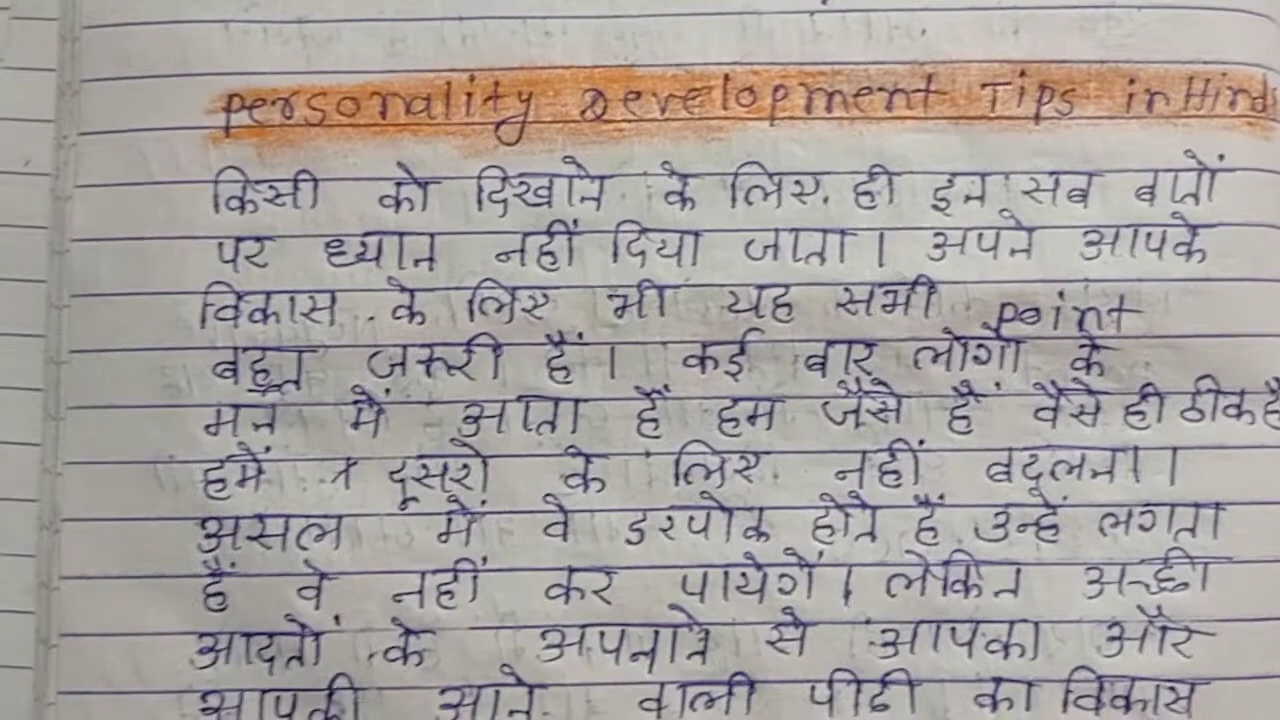 Personality Development Tips in Hindi
किसी को दिखाने के लिए ही इन सब बातों
पर ध्यान नहीं दिया जाता। अपने आपके
विकास के लिए भी यह सभी point
बहुत जरूरी हैं। कई बार लोगों के
मन में आता हैं हम जैसे हैं वैसे ही ठीक है
हमें दूसरो के लिए नहीं बदलना।
असल में वे डरपोक होते हैं उन्हें लगता
हैं वे नहीं कर पायेगें। लेकिन अच्छी
आदतों के अपनाने से आपका और
आपकी आने वाली पीढी का विकास